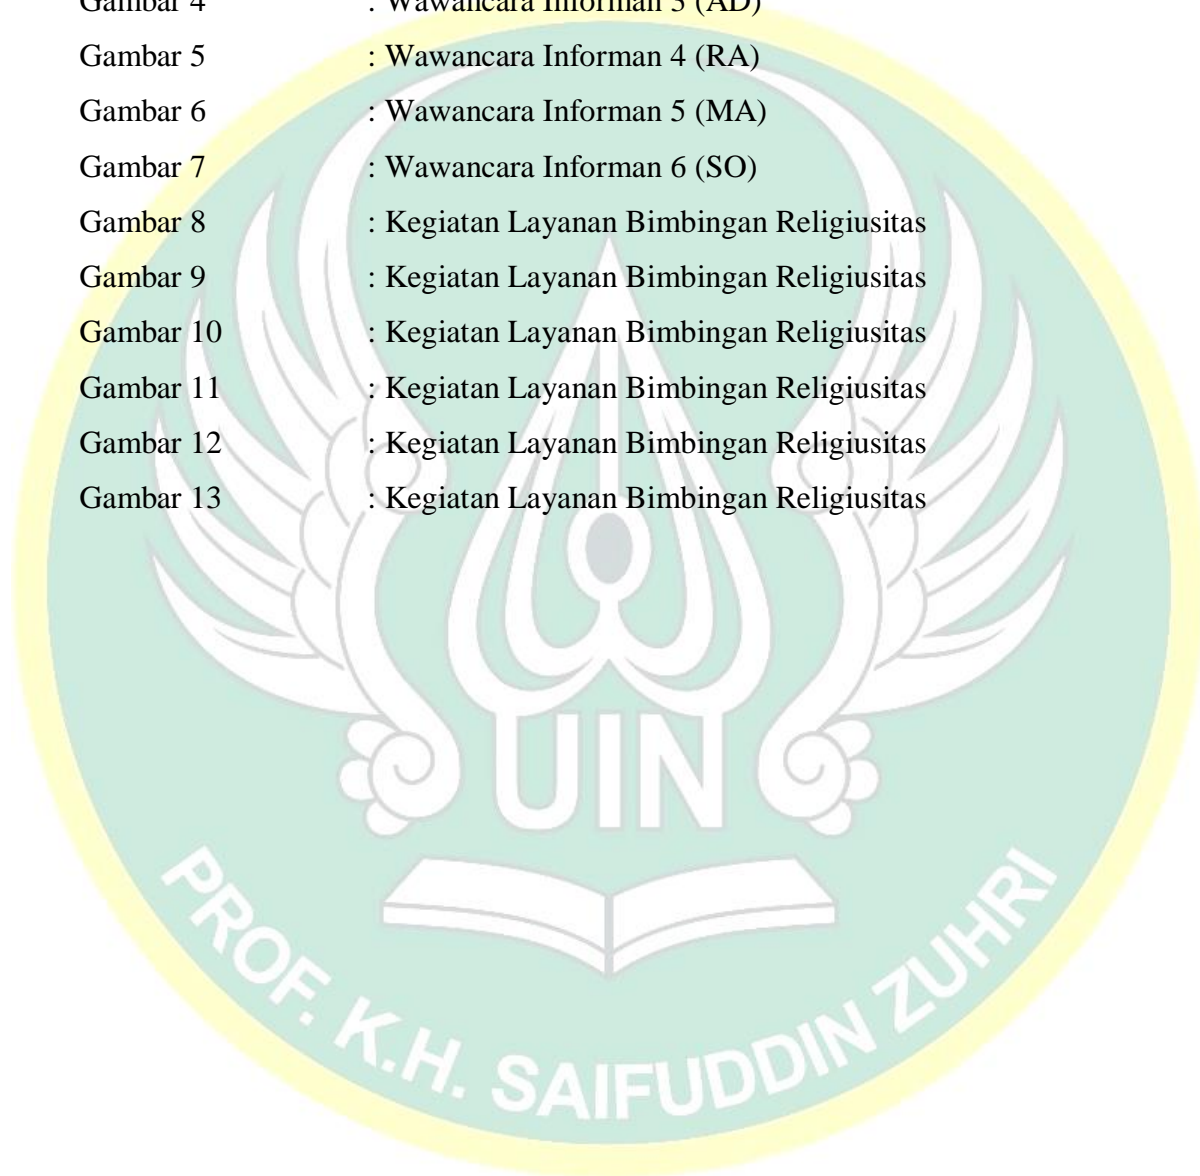 Gambar 4 : Wawancara Informan 3 (AD)
Gambar 5 : Wawancara Informan 4 (RA)
Gambar 6 : Wawancara Informan 5 (MA)
Gambar 7 : Wawancara Informan 6 (SO)
Gambar 8 : Kegiatan Layanan Bimbingan Religiusitas
Gambar 9 : Kegiatan Layanan Bimbingan Religiusitas
Gambar 10 : Kegiatan Layanan Bimbingan Religiusitas
Gambar 11 : Kegiatan Layanan Bimbingan Religiusitas
Gambar 12 : Kegiatan Layanan Bimbingan Religiusitas
Gambar 13 : Kegiatan Layanan Bimbingan Religiusitas
UIN
PROF. K.H. SAIFUDDIN ZUHRI